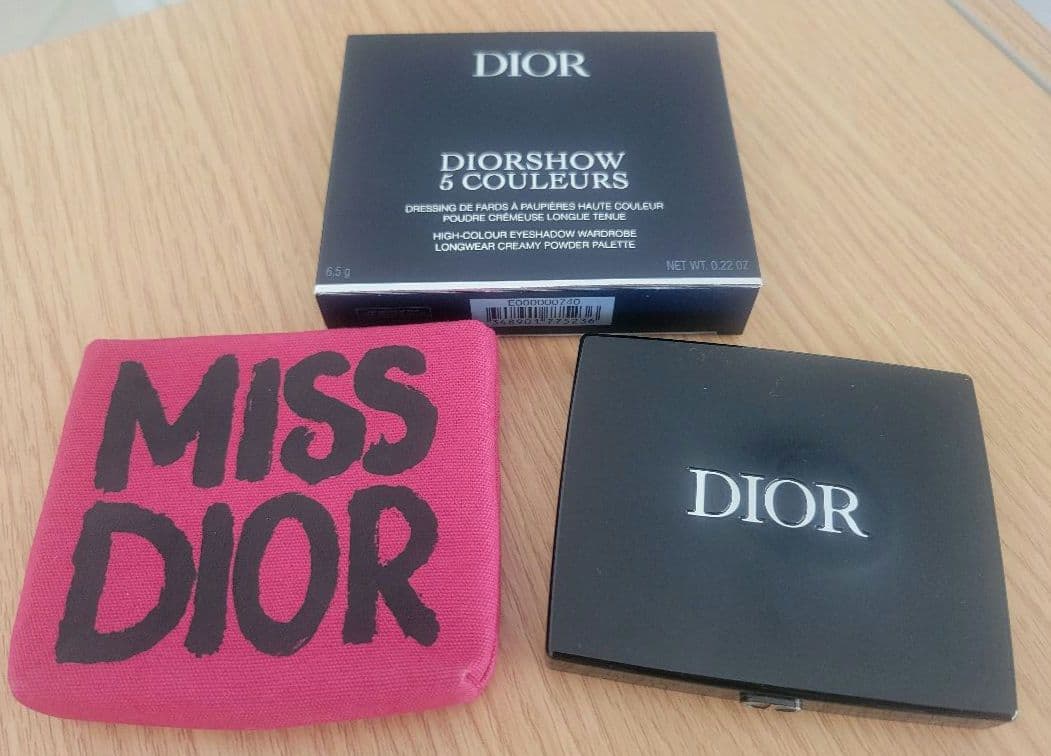 DIOR
DIORSHOW
5 COULEURS
DRESSING DE FARDS À PAUPIÈRES HAUTE COULEUR
POUDRE CRÉMEUSE LONGUE TENUE
HIGH-COLOUR EYESHADOW WARDROBE
LONGWEAR CREAMY POWDER PALETTE
6.5 g
NET WT. 0.22 OZ
E000000740
MISS
DIOR
DIOR